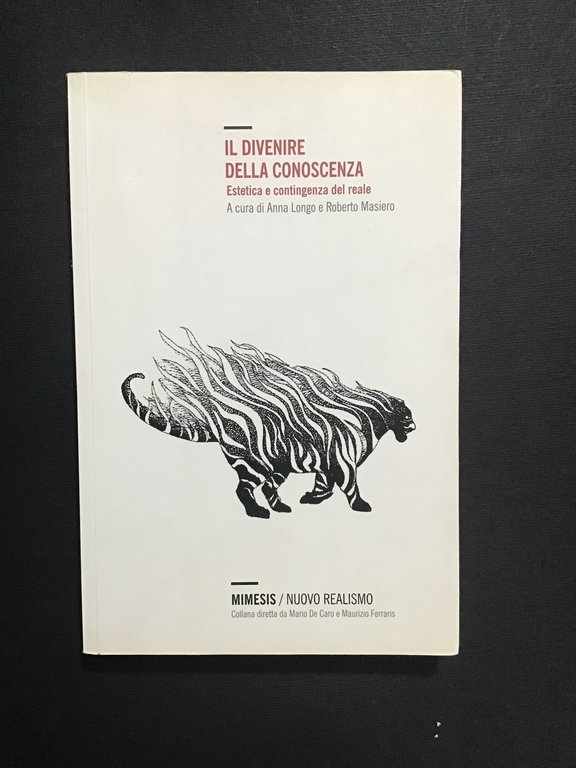 IL DIVENIRE
DELLA CONOSCENZA
Estetica e contingenza del reale
A cura di Anna Longo e Roberto Masiero
MIMESIS / NUOVO REALISMO
Collana diretta da Mario De Caro e Maurizio Ferraris